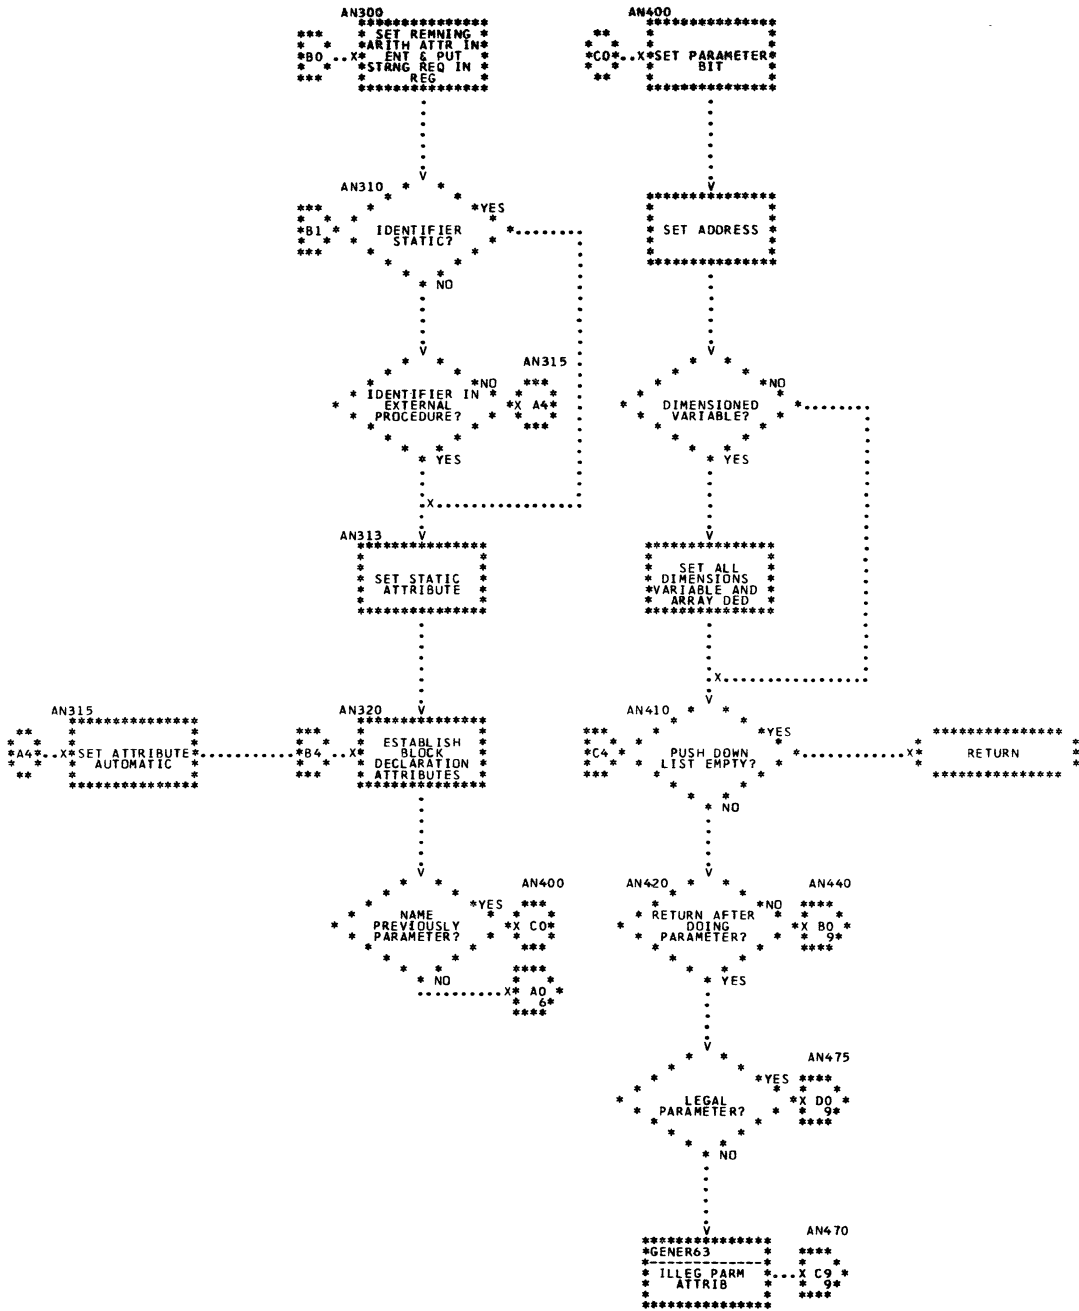 AN300
SET REMNING
ARITH ATTR IN
ENT & PUT
STRNG REQ IN
REG
B0
AN310
B1
IDENTIFIER
STATIC?
YES
NO
IDENTIFIER IN
EXTERNAL
PROCEDURE?
NO
AN315
X A4
YES
X
AN313
SET STATIC
ATTRIBUTE
AN315
A4
X
SET ATTRIBUTE
AUTOMATIC
AN320
B4
X
ESTABLISH
BLOCK
DECLARATION
ATTRIBUTES
NAME
PREVIOUSLY
PARAMETER?
YES
AN400
X C0
NO
X
A0
6
AN400
C0
X
SET PARAMETER
BIT
SET ADDRESS
DIMENSIONED
VARIABLE?
NO
YES
SET ALL
DIMENSIONS
VARIABLE AND
ARRAY DED
X
AN410
C4
PUSH DOWN
LIST EMPTY?
YES
X
RETURN
NO
AN420
RETURN AFTER
DOING
PARAMETER?
NO
AN440
X B0
9
YES
LEGAL
PARAMETER?
YES
AN475
X D0
9
NO
GENER63
ILLEG PARM
ATTRIB
AN470
X C9
9